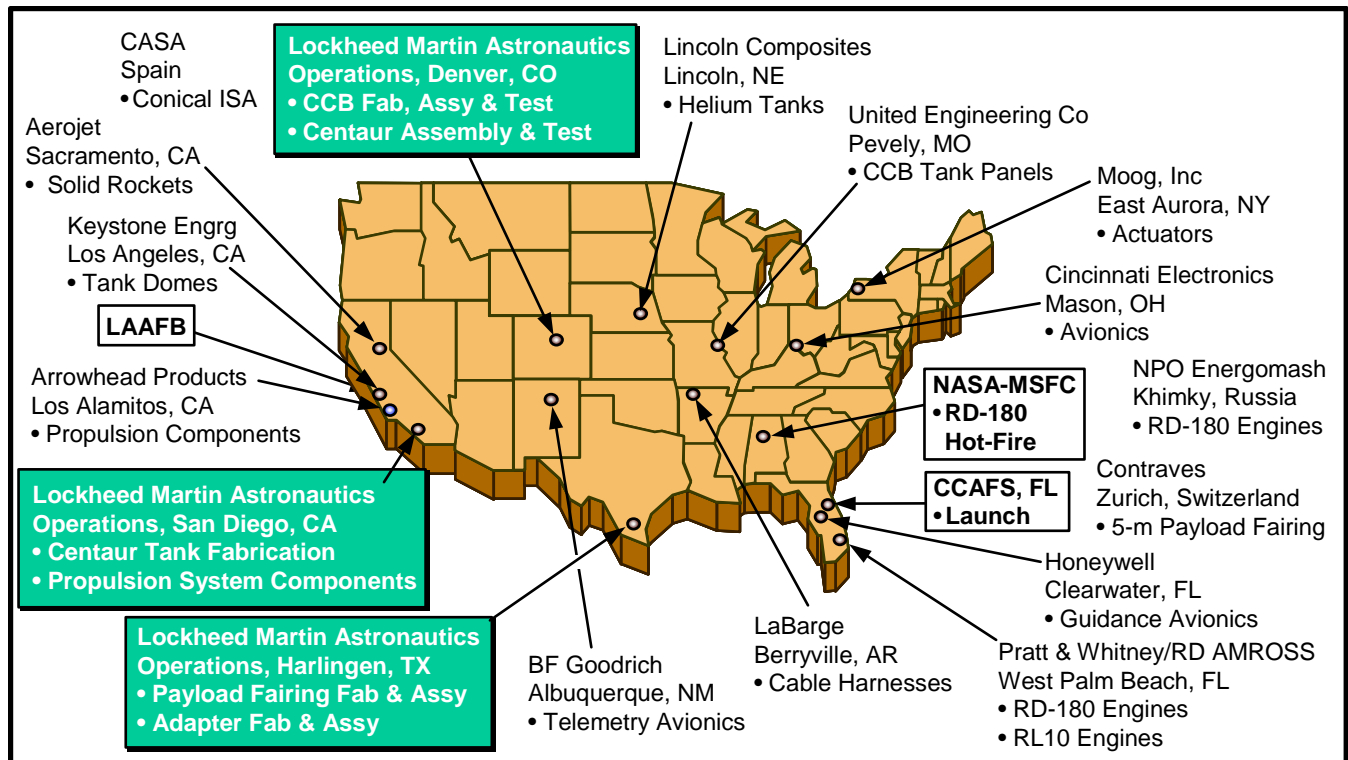 CASA
Spain
• Conical ISA
Lockheed Martin Astronautics
Operations, Denver, CO
• CCB Fab, Assy & Test
• Centaur Assembly & Test
Lincoln Composites
Lincoln, NE
• Helium Tanks
United Engineering Co
Pevely, MO
• CCB Tank Panels
Moog, Inc
East Aurora, NY
• Actuators
Aerojet
Sacramento, CA
• Solid Rockets
Keystone Engrg
Los Angeles, CA
• Tank Domes
Cincinnati Electronics
Mason, OH
• Avionics
LAAFB
Arrowhead Products
Los Alamitos, CA
• Propulsion Components
NASA-MSFC
• RD-180
Hot-Fire
NPO Energomash
Khimky, Russia
• RD-180 Engines
CCAFS, FL
• Launch
Contraves
Zurich, Switzerland
• 5-m Payload Fairing
Lockheed Martin Astronautics
Operations, San Diego, CA
• Centaur Tank Fabrication
• Propulsion System Components
Honeywell
Clearwater, FL
• Guidance Avionics
Lockheed Martin Astronautics
Operations, Harlingen, TX
• Payload Fairing Fab & Assy
• Adapter Fab & Assy
BF Goodrich
Albuquerque, NM
• Telemetry Avionics
LaBarge
Berryville, AR
• Cable Harnesses
Pratt & Whitney/RD AMROSS
West Palm Beach, FL
• RD-180 Engines
• RL10 Engines